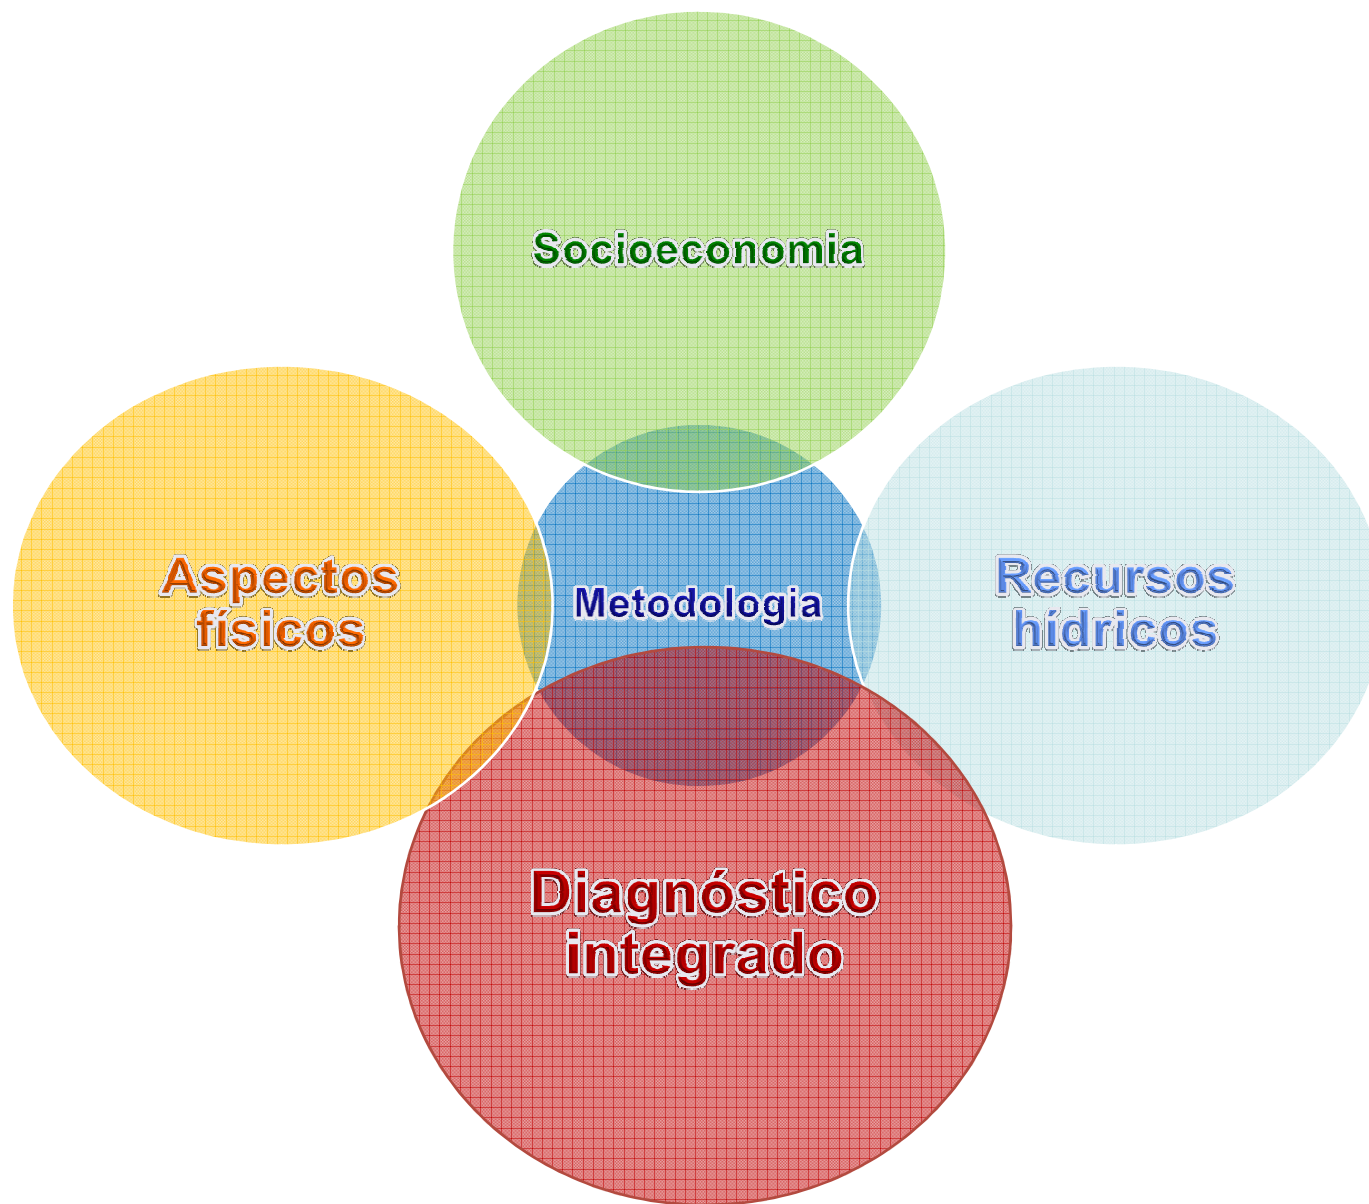 Socioeconomia
Aspectos
físicos
Metodologia
Recursos
hídricos
Diagnóstico
integrado